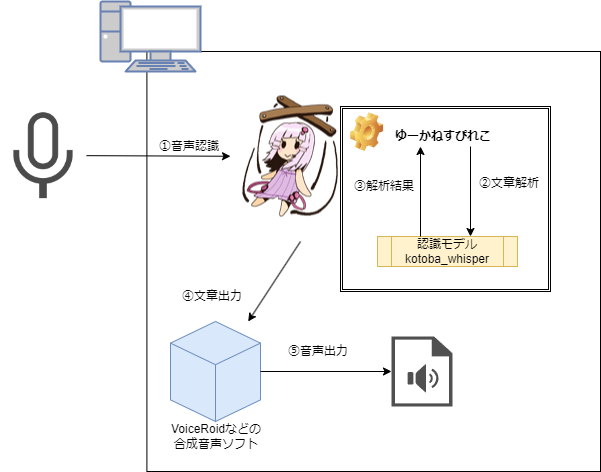 ①音声認識
ゆーかねすぴれこ
③解析結果
②文章解析
認識モデル
kotoba_whisper
④文章出力
⑤音声出力
VoiceRoidなどの
合成音声ソフト